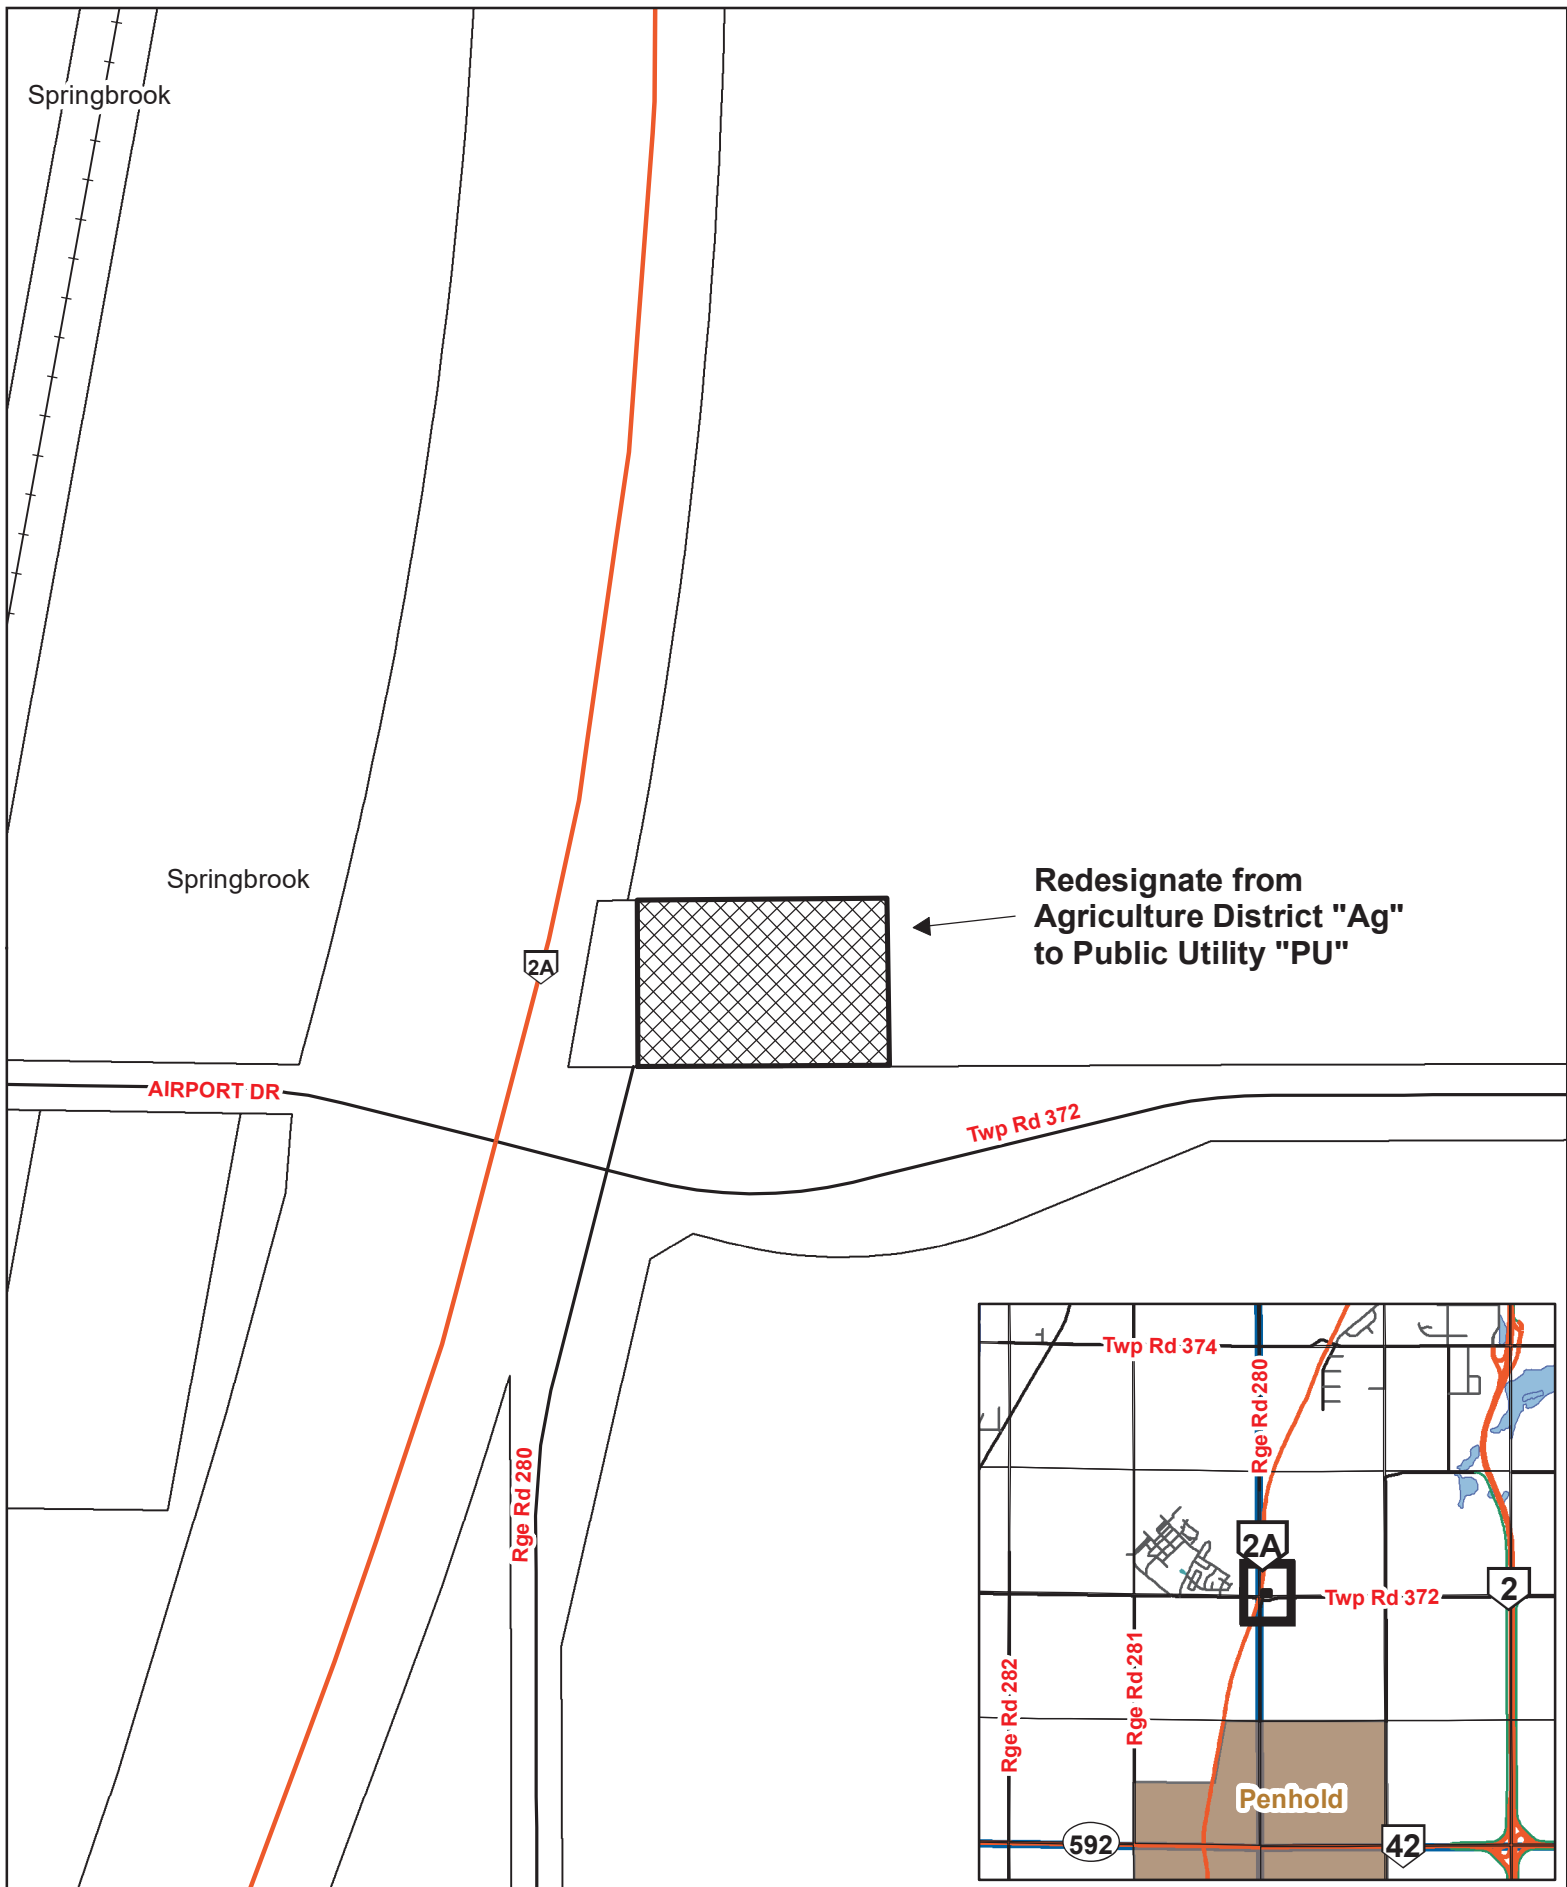 Springbrook
Springbrook
Redesignate from
Agriculture District "Ag"
to Public Utility "PU"
2A
AIRPORT DR
Twp Rd 372
Rge Rd 280
Twp Rd 374
Rge Rd 280
2A
Twp Rd 372
2
Rge Rd 282
Rge Rd 281
Penhold
592
42